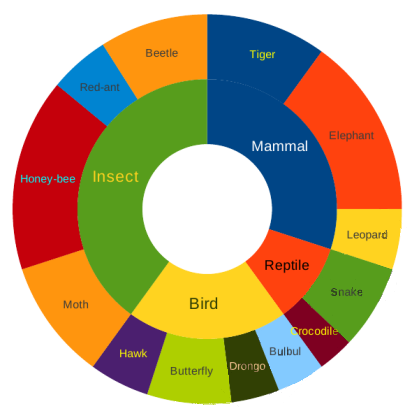 Beetle
Tiger
Red-ant
Elephant
Mammal
Insect
Honey-bee
Leopard
Reptile
Snake
Bird
Moth
Crocodile
Hawk
Bulbul
Drongo
Butterfly